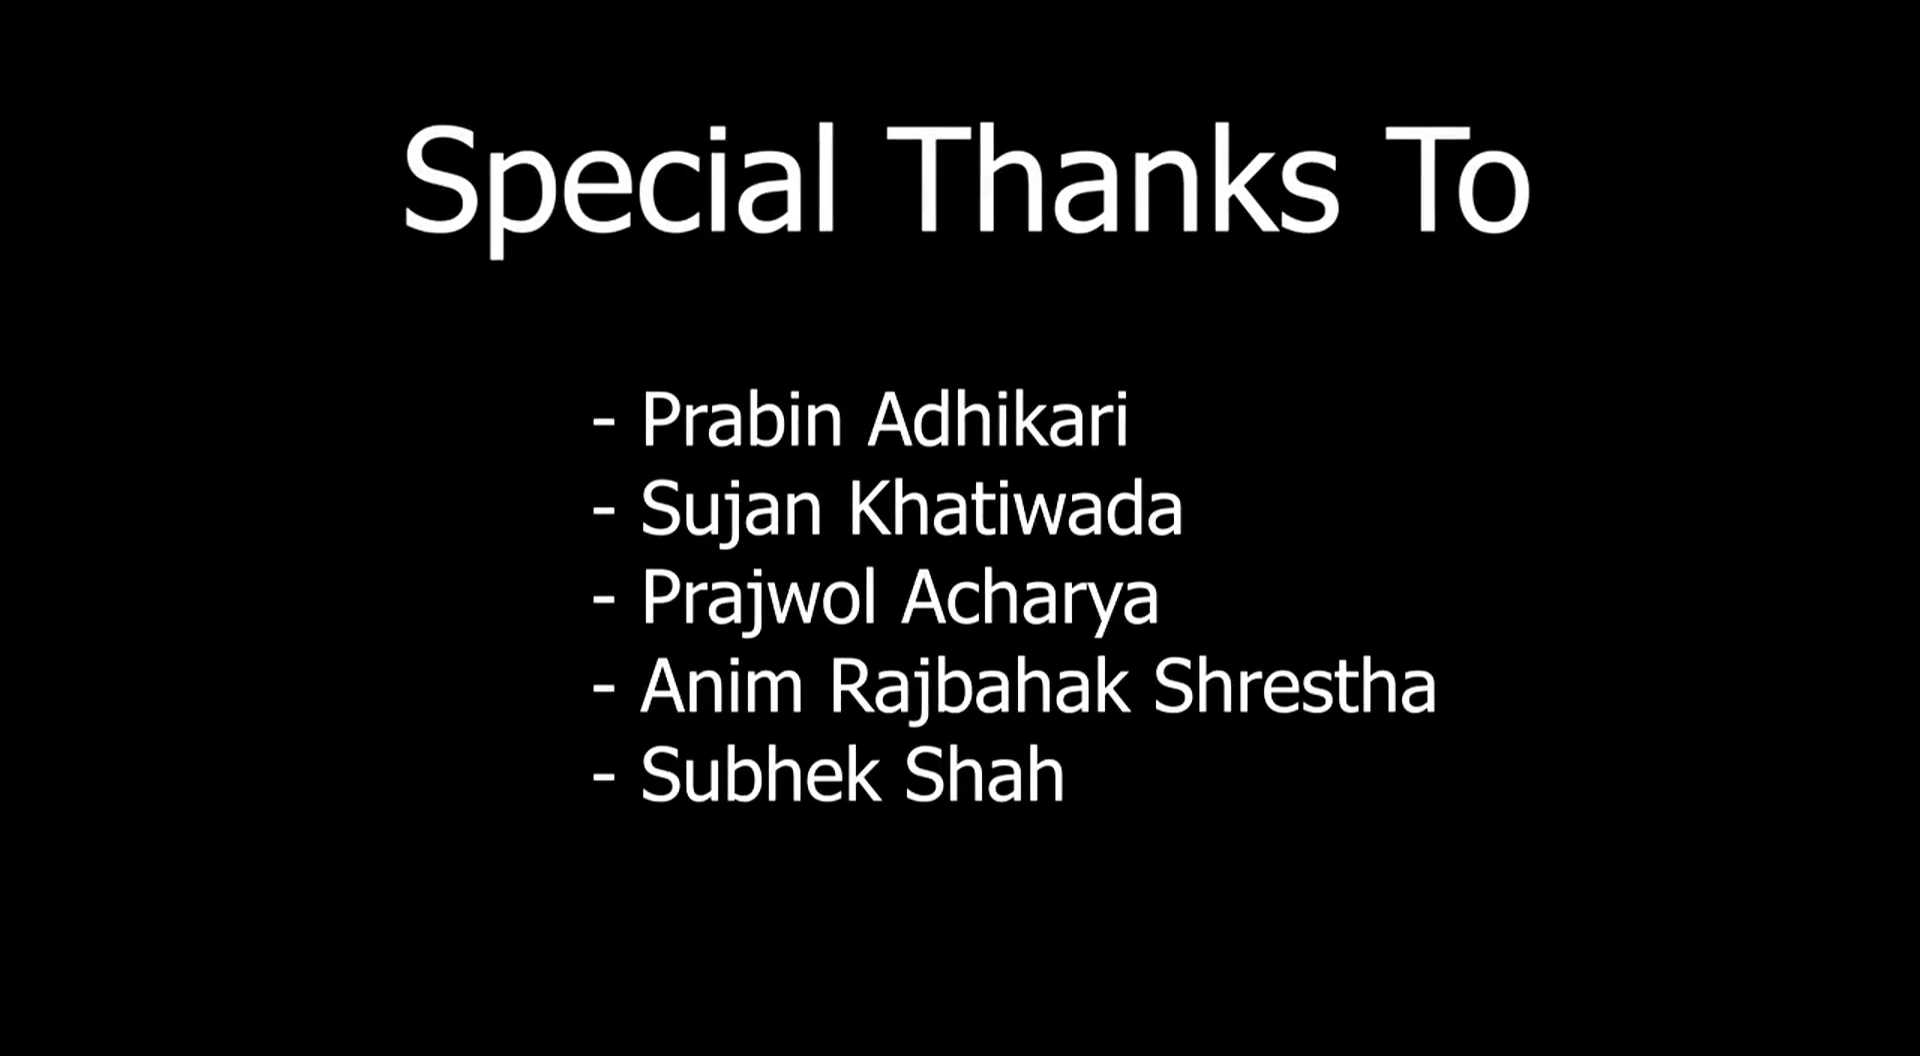 Special Thanks To
- Prabin Adhikari
- Sujan Khatiwada
- Prajwol Acharya
- Anim Rajbahak Shrestha
- Subhek Shah